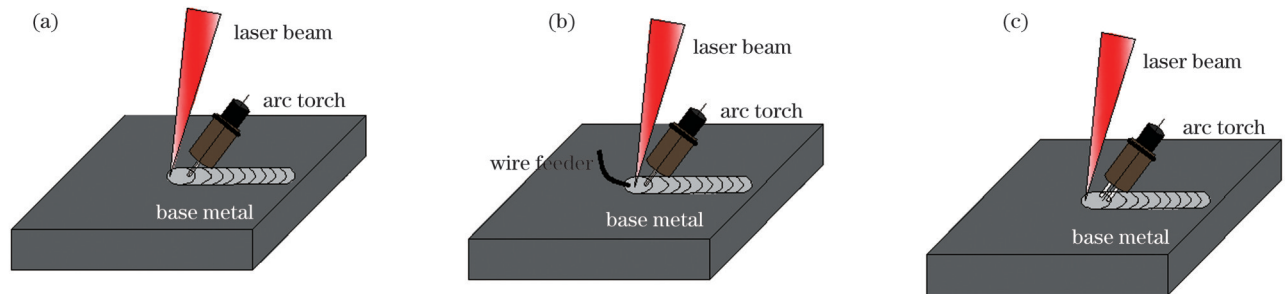 (a)
laser beam
arc torch
base metal
(b)
laser beam
arc torch
wire feeder
base metal
(c)
laser beam
arc torch
base metal